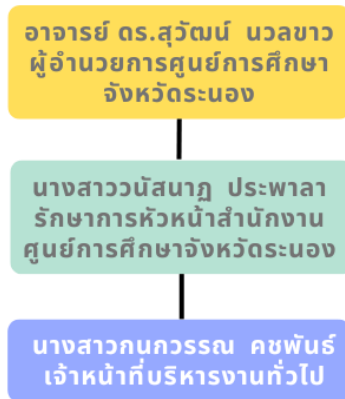 อาจารย์ ดร.สุวัฒน์ นวลขาว
ผู้อำนวยการศูนย์การศึกษา
จังหวัดระนอง
นางสาววนัสนาฏ ประพาลา
รักษาการหัวหน้าสำนักงาน
ศูนย์การศึกษาจังหวัดระนอง
นางสาวกนกวรรณ คชพันธ์
เจ้าหน้าที่บริหารงานทั่วไป